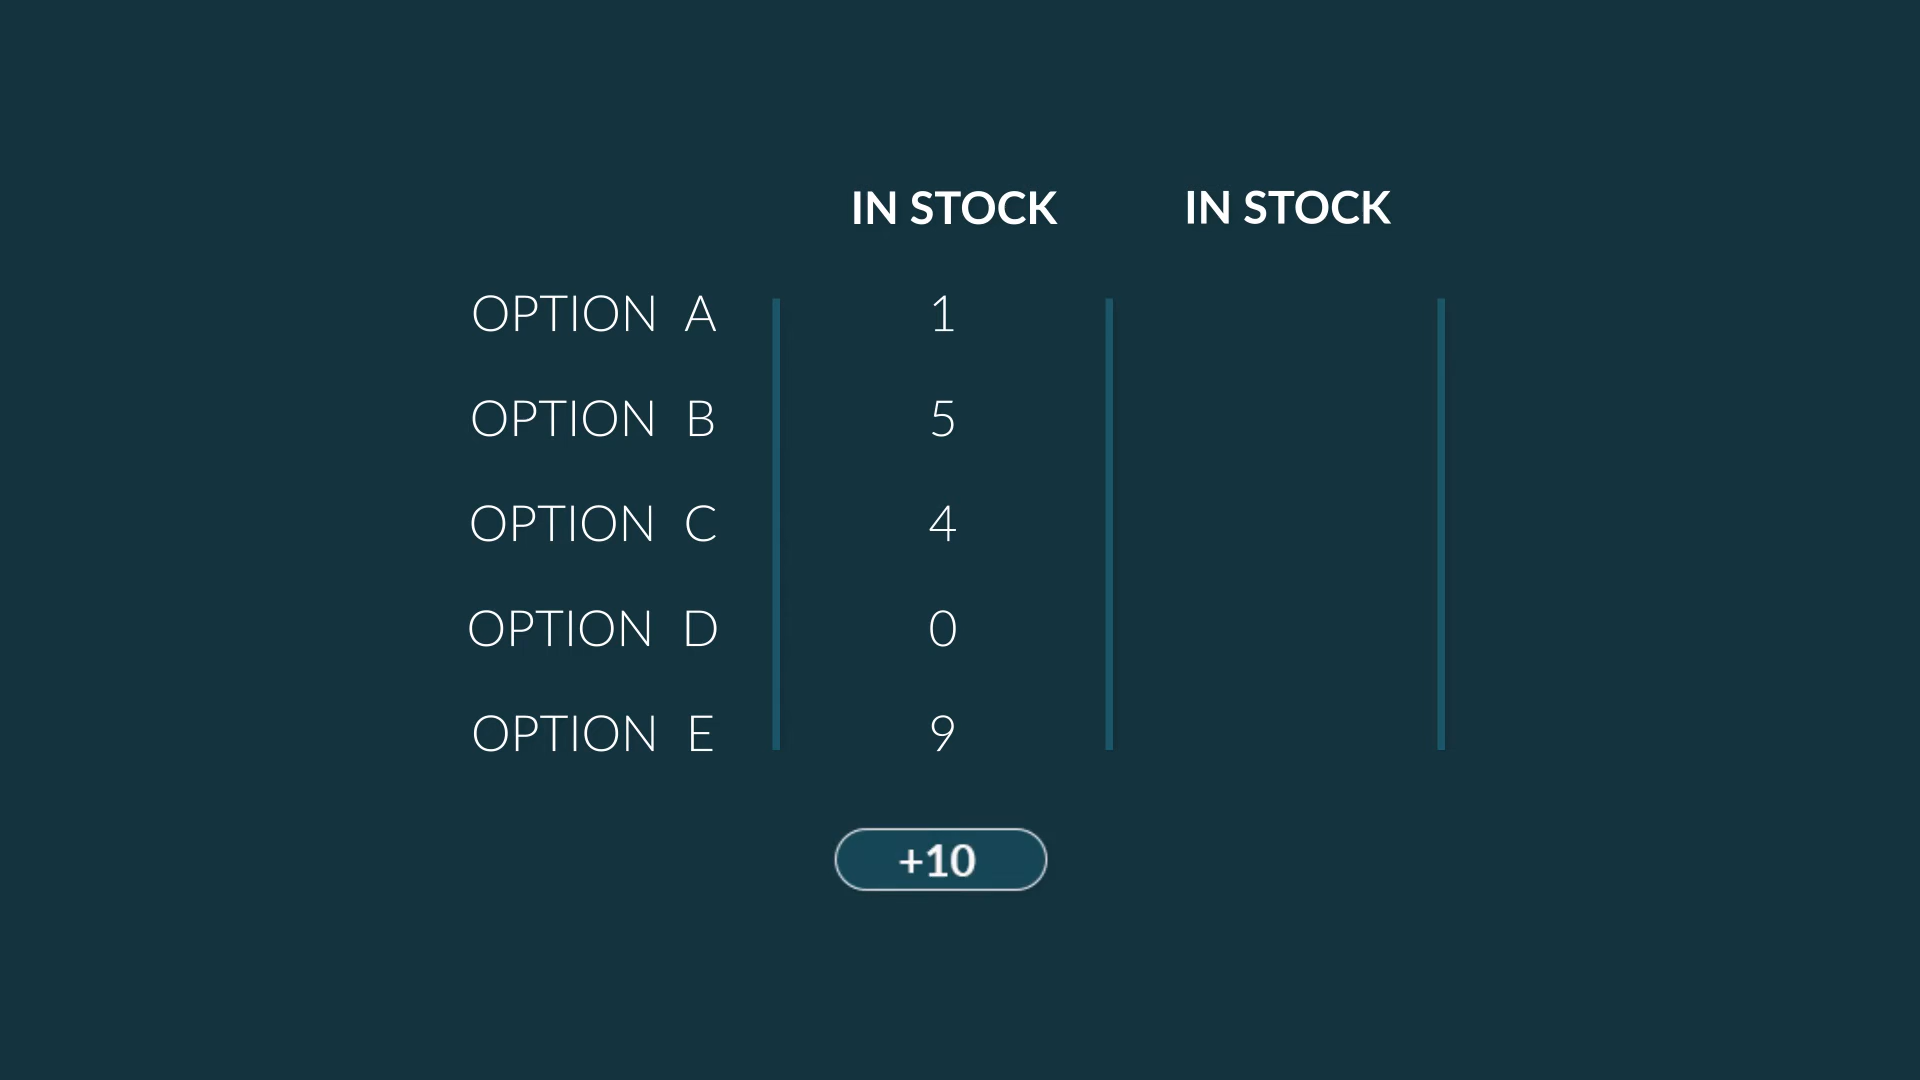 IN STOCK IN STOCK
OPTION A 1
OPTION B 5
OPTION C 4
OPTION D 0
OPTION E 9
+10